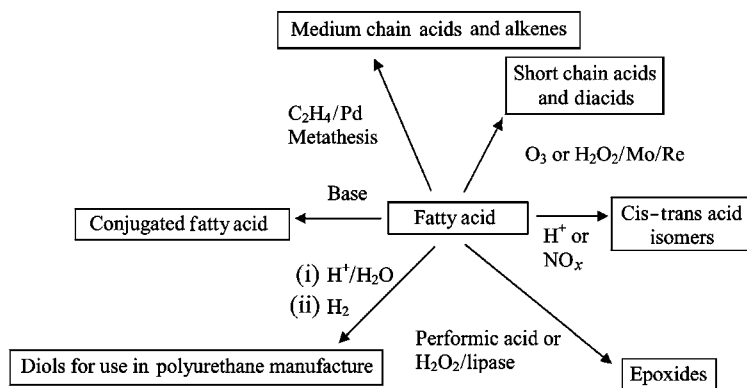 Medium chain acids and alkenes
Short chain acids
and diacids
C₂H₄/Pd
Metathesis
O₃ or H₂O₂/Mo/Re
Base
Conjugated fatty acid
Fatty acid
Cis–trans acid
isomers
H⁺ or
NOₓ
(i) H⁺/H₂O
(ii) H₂
Performic acid or
H₂O₂/lipase
Diols for use in polyurethane manufacture
Epoxides